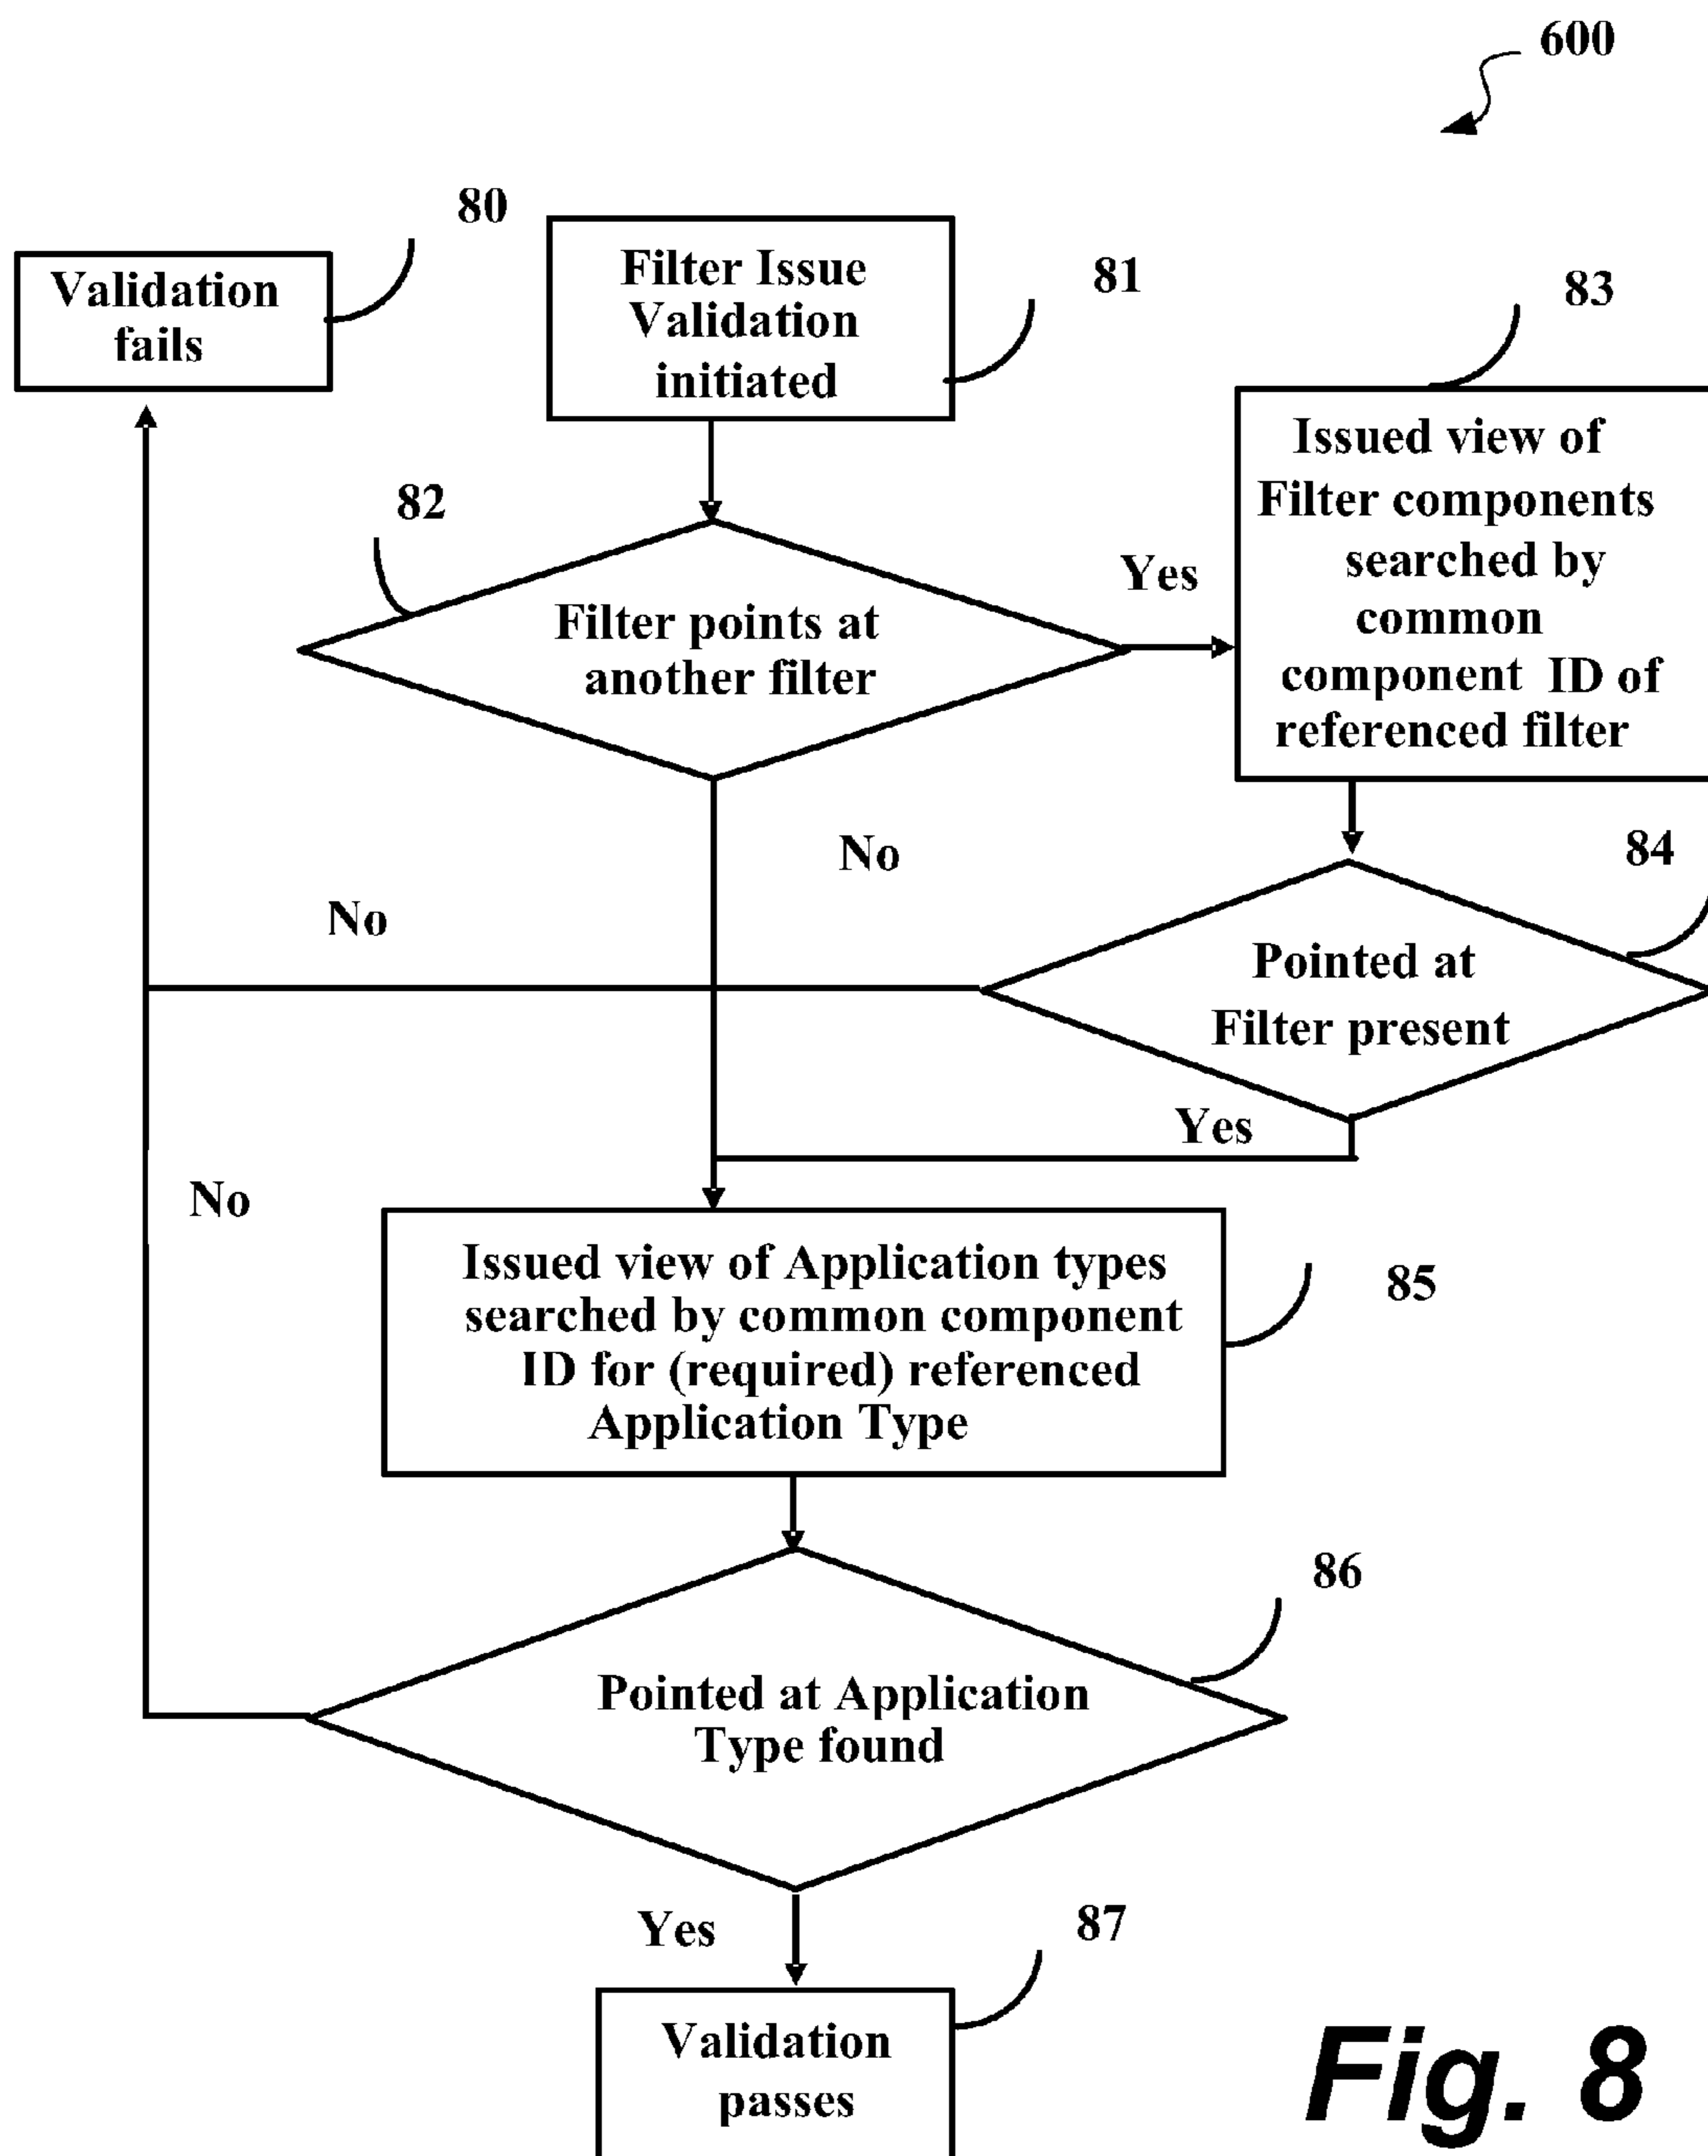 600
80
Validation
fails
Filter Issue
Validation
initiated
81
83
Issued view of
Filter components
searched by
common
component ID of
referenced filter
82
Filter points at
another filter
Yes
No
84
Pointed at
Filter present
No
Yes
No
Issued view of Application types
searched by common component
ID for (required) referenced
Application Type
85
86
Pointed at Application
Type found
Yes
87
Validation
passes
Fig. 8